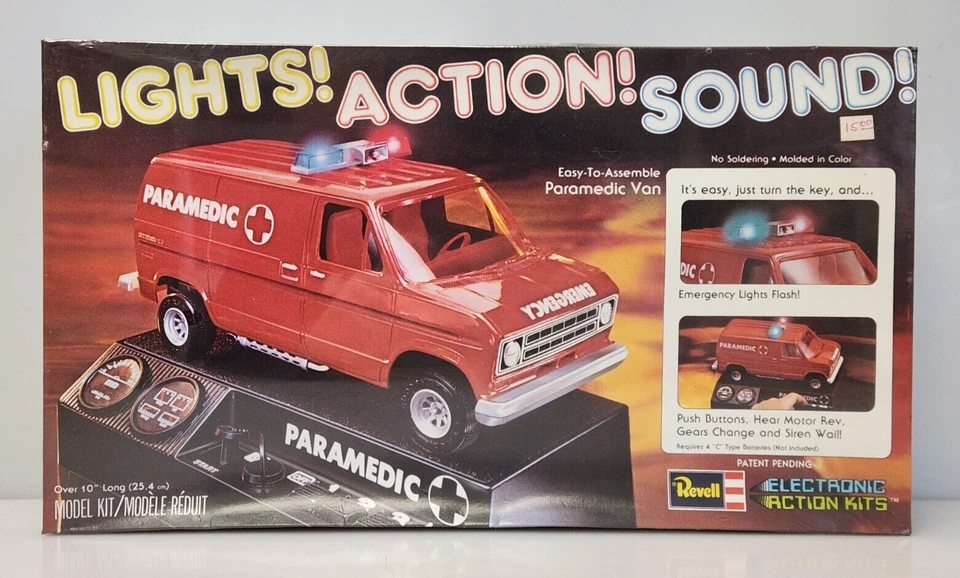 LIGHTS! ACTION! SOUND!
15.00
No Soldering • Molded in Color
Easy-To-Assemble
Paramedic Van
It's easy, just turn the key, and...
PARAMEDIC
EMERGENCY
DIC
Emergency Lights Flash!
PARAMEDIC
Push Buttons, Hear Motor Rev,
Gears Change and Siren Wail!
Requires 4 "C" Type Batteries (Not Included)
PATENT PENDING
START
PARAMEDIC
Over 10" Long (25.4 cm)
MODEL KIT/MODÈLE RÉDUIT
Revell
ELECTRONIC
ACTION KITS™